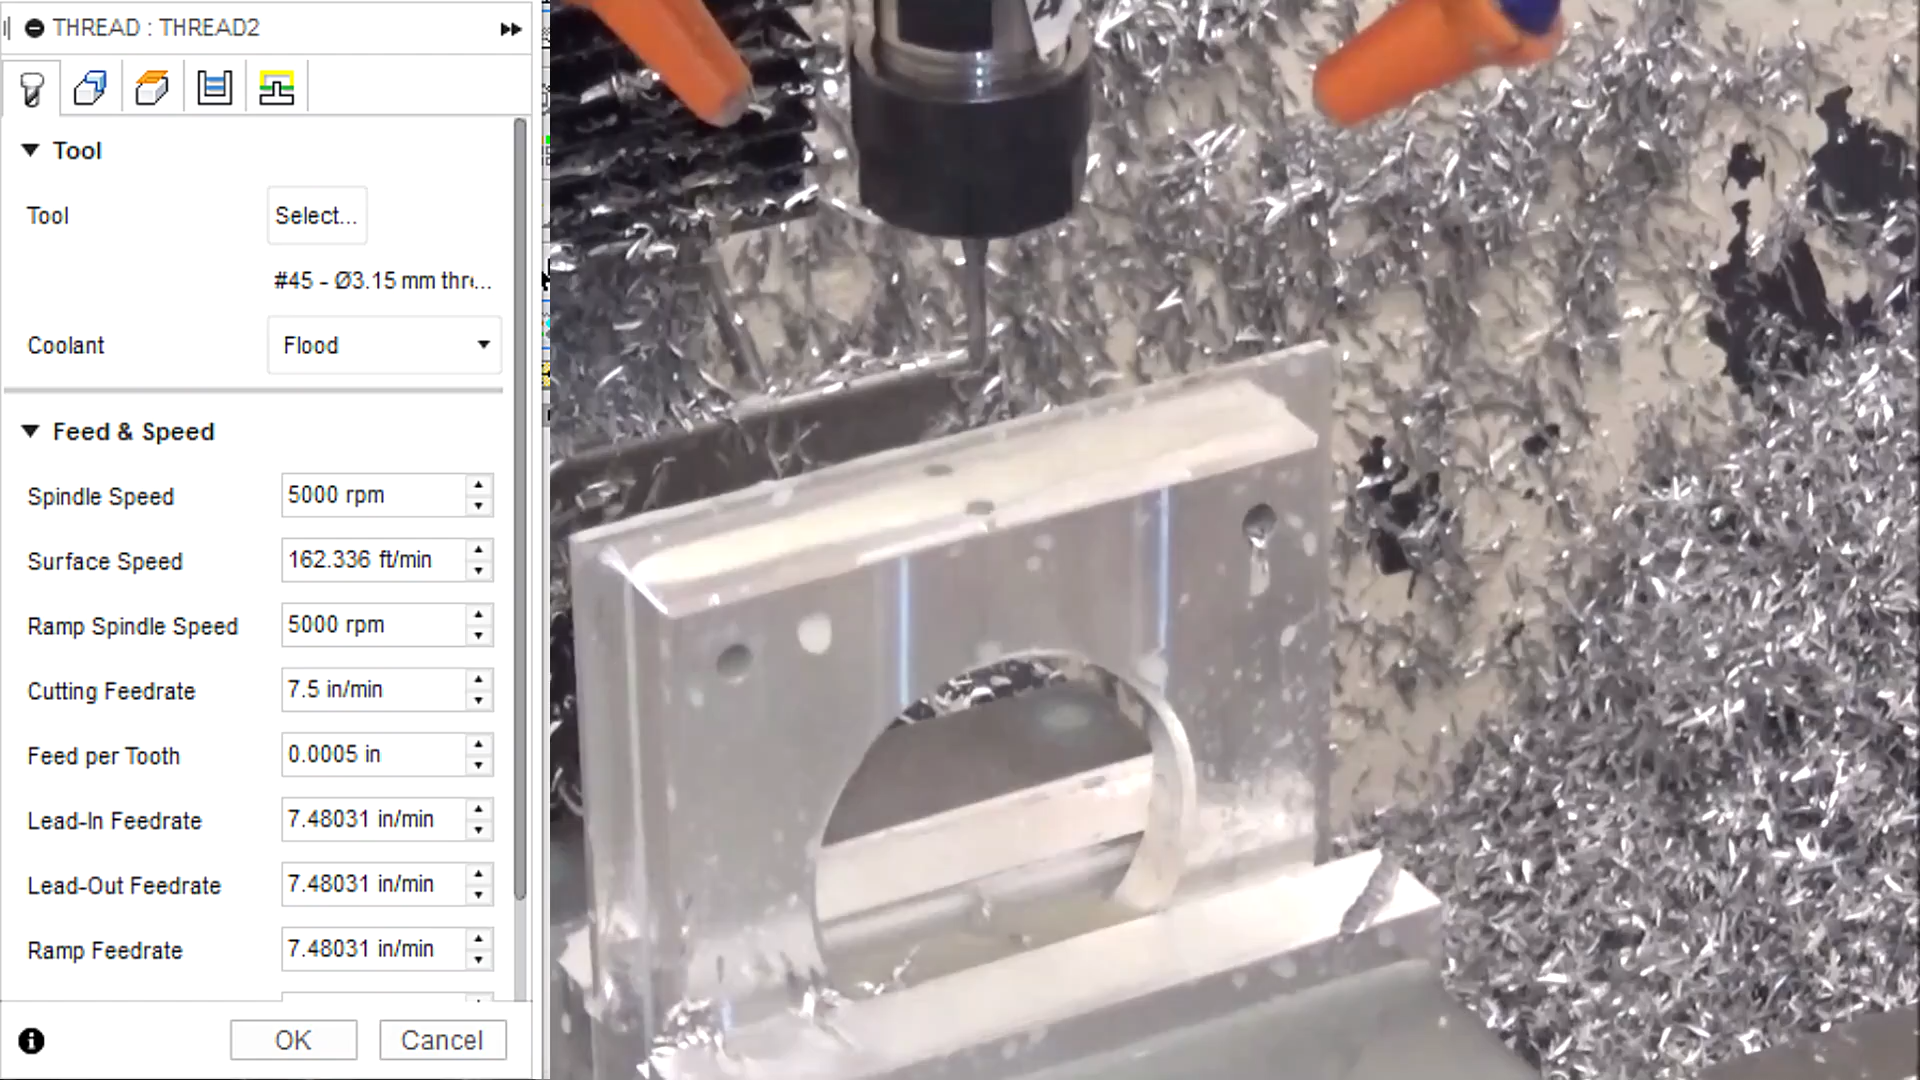 THREAD : THREAD2
Tool
Tool Select...
#45 - Ø3.15 mm thre...
Coolant Flood
Feed & Speed
Spindle Speed 5000 rpm
Surface Speed 162.336 ft/min
Ramp Spindle Speed 5000 rpm
Cutting Feedrate 7.5 in/min
Feed per Tooth 0.0005 in
Lead-In Feedrate 7.48031 in/min
Lead-Out Feedrate 7.48031 in/min
Ramp Feedrate 7.48031 in/min
OK Cancel
4